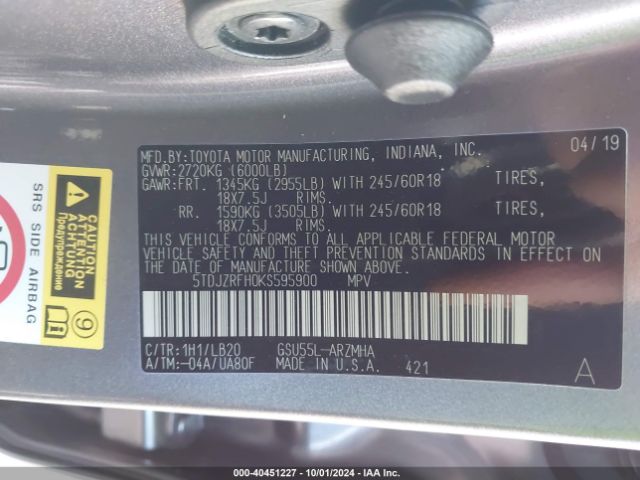 MFD.BY:TOYOTA MOTOR MANUFACTURING, INDIANA, INC. 04/19
GVWR:2720KG (6000LB)
GAWR:FRT. 1345KG (2955LB) WITH 245/60R18 TIRES,
18X7.5J RIMS.
RR. 1590KG (3505LB) WITH 245/60R18 TIRES,
18X7.5J RIMS.
THIS VEHICLE CONFORMS TO ALL APPLICABLE FEDERAL MOTOR
VEHICLE SAFETY AND THEFT PREVENTION STANDARDS IN EFFECT ON
THE DATE OF MANUFACTURE SHOWN ABOVE.
5TDJZRFH0KS595900 MPV
C/TR:1H1/LB20 GSU55L-ARZMHA
A/TM:-04A/UA80F MADE IN U.S.A. 421
A
SRS SIDE AIRBAG
ACHTUNG
Предупреждение
9
000-40451227 - 10/01/2024 - IAA Inc.